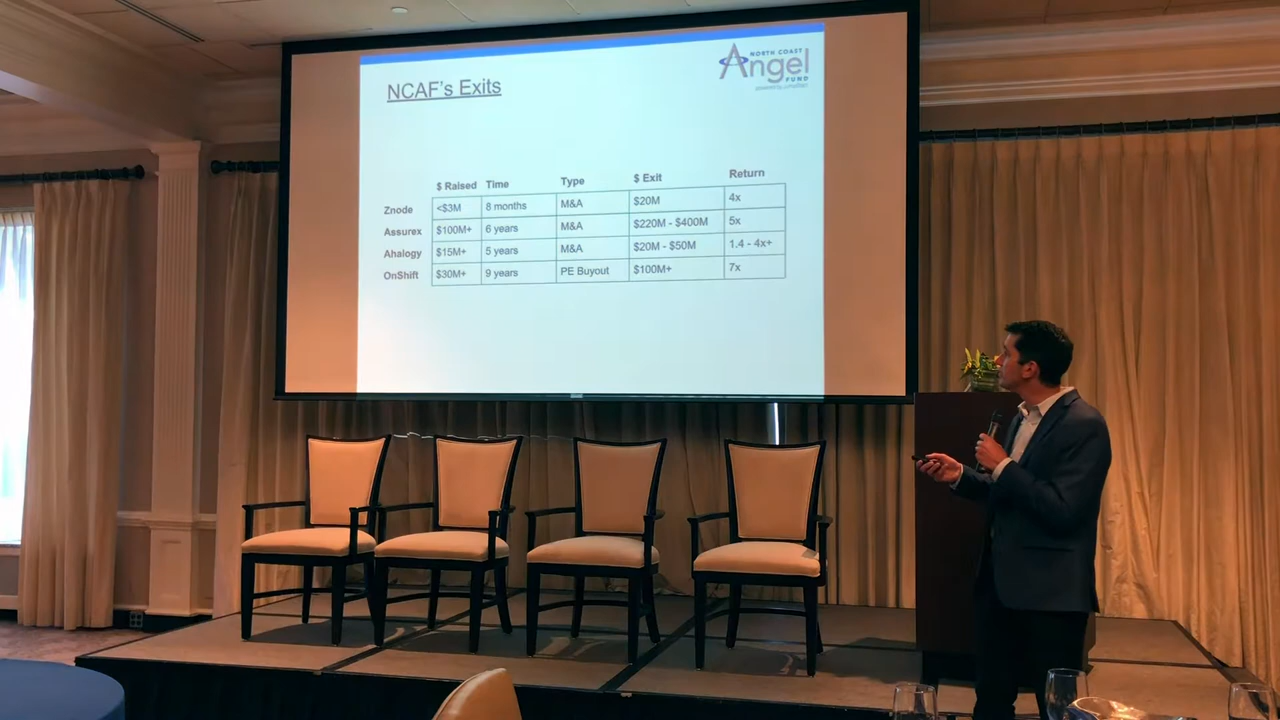 NORTH COAST
Angel
FUND
NCAF's Exits
$ Raised Time Type $ Exit Return
Znode <$3M 8 months M&A $20M 4x
Assurex $100M+ 6 years M&A $220M - $400M 5x
Ahalogy $15M+ 5 years M&A $20M - $50M 1.4 - 4x+
OnShift $30M+ 9 years PE Buyout $100M+ 7x